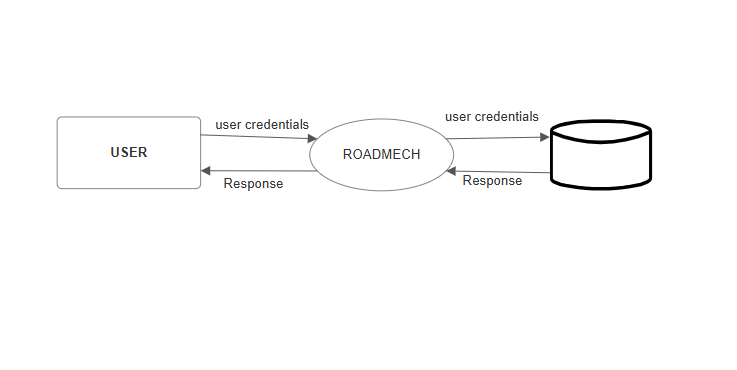 user credentials
user credentials
USER
ROADMECH
Response
Response